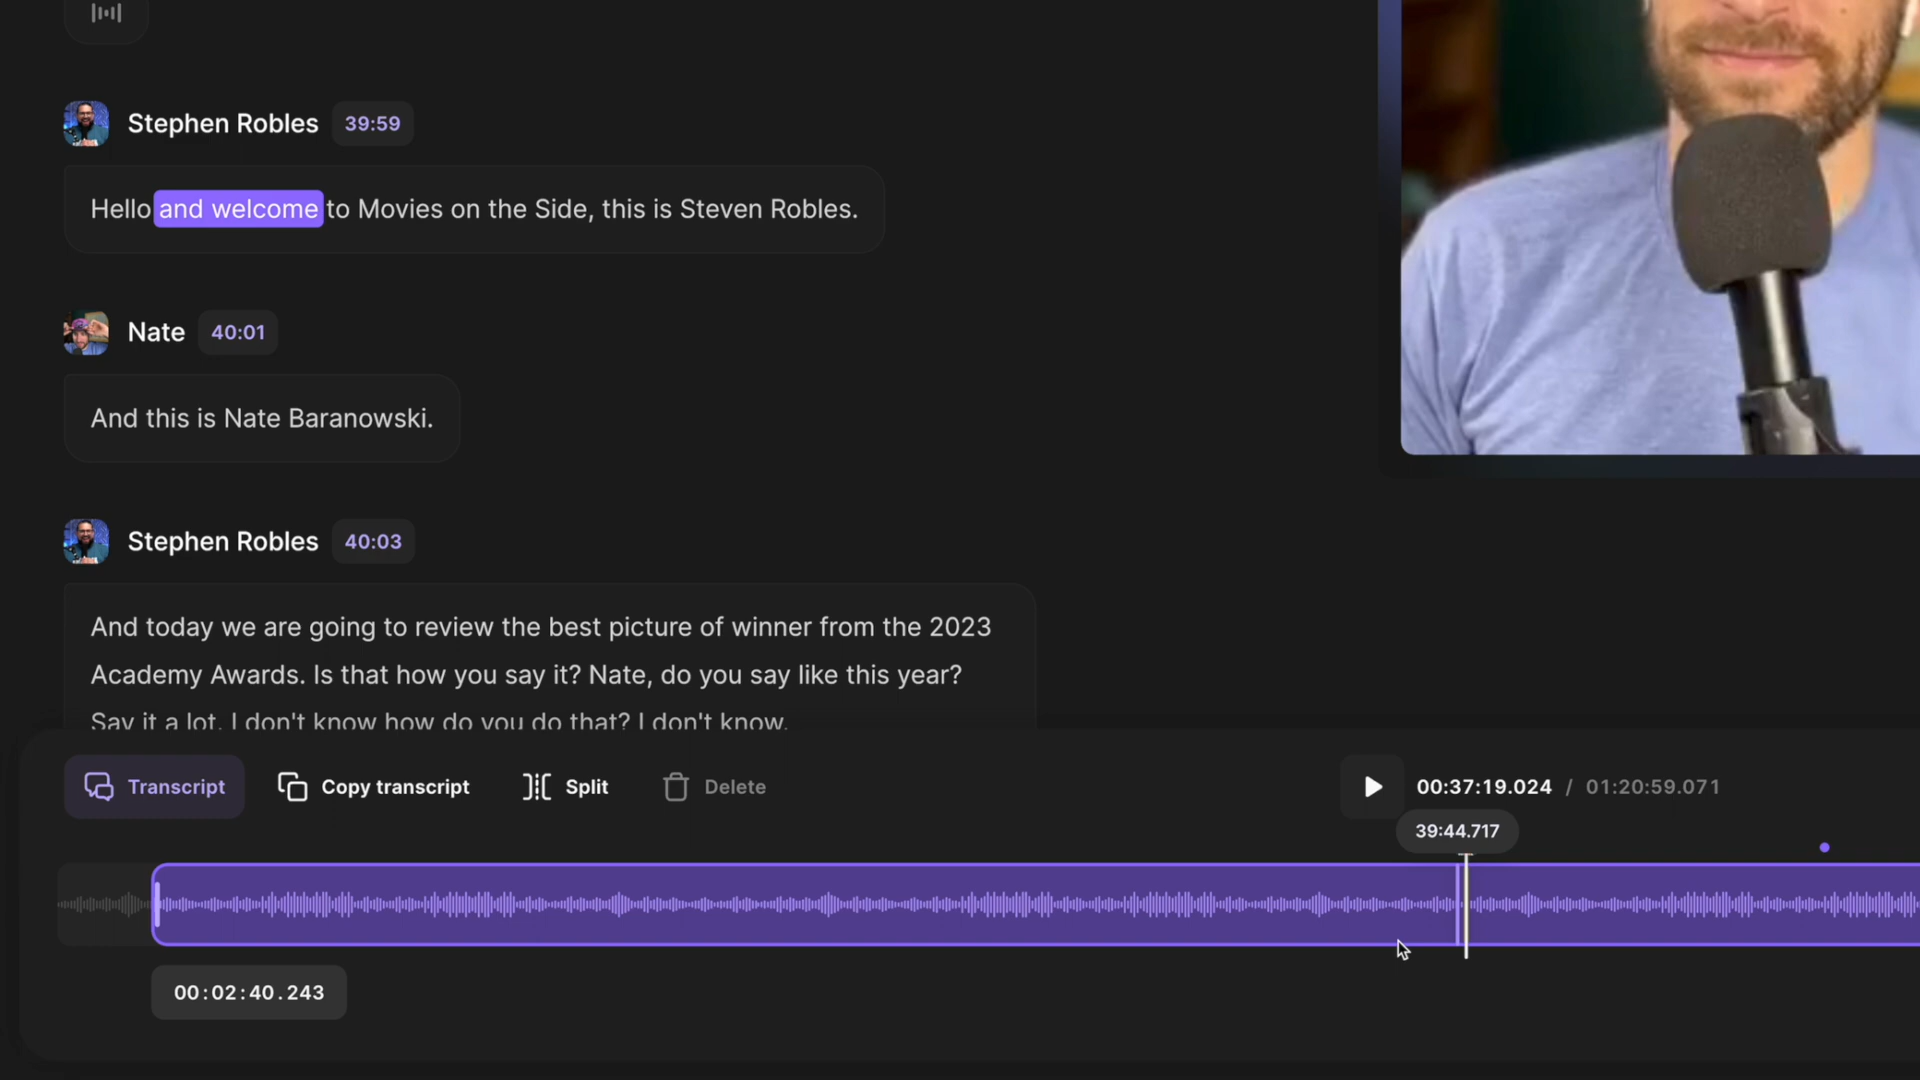 Stephen Robles 39:59
Hello and welcome to Movies on the Side, this is Steven Robles.
Nate 40:01
And this is Nate Baranowski.
Stephen Robles 40:03
And today we are going to review the best picture of winner from the 2023
Academy Awards. Is that how you say it? Nate, do you say like this year?
Say it a lot. I don't know how do you do that? I don't know.
Transcript Copy transcript Split Delete 00:37:19.024 / 01:20:59.071
39:44.717
00:02:40.243